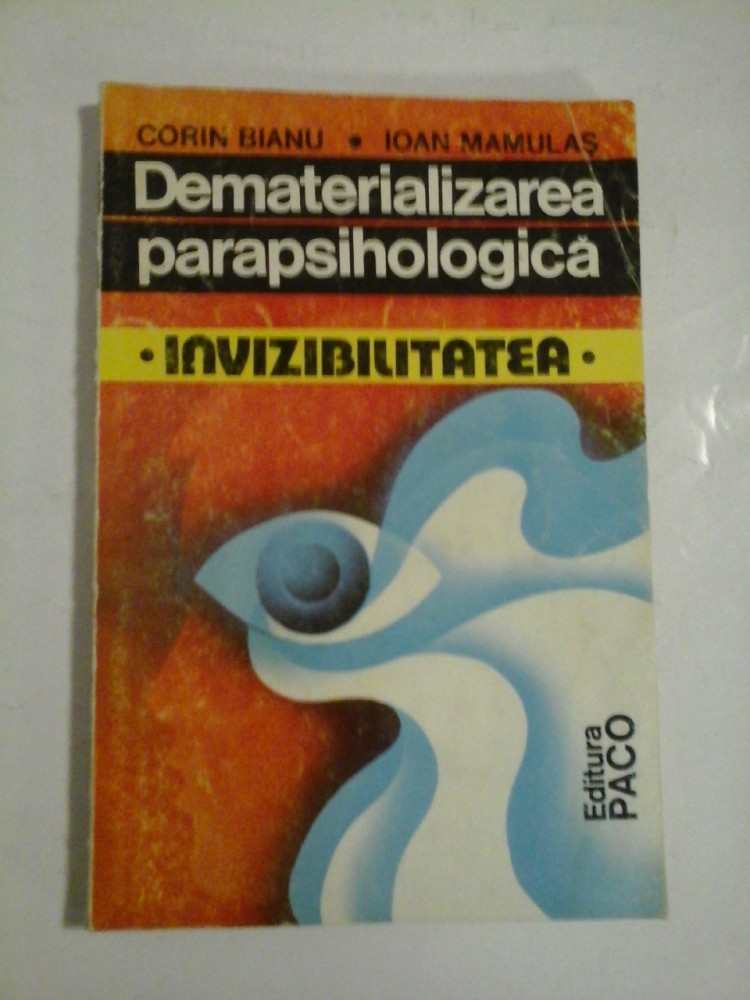 CORIN BIANU • IOAN MAMULAȘ
Dematerializarea
parapsihologică
• INVIZIBILITATEA •
Editura
PACO